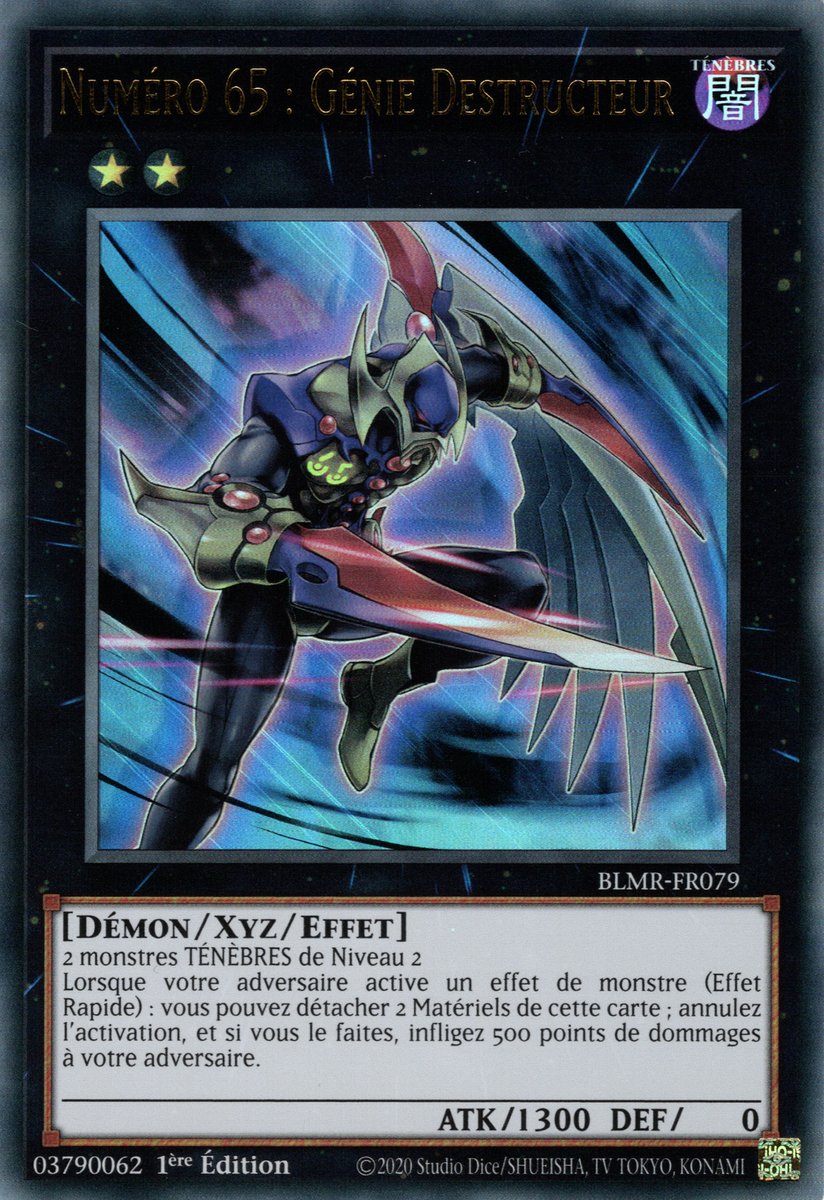 Numéro 65 : Génie Destructeur
TÉNÈBRES
闇
BLMR-FR079
[Démon/Xyz/Effet]
2 monstres TÉNÈBRES de Niveau 2
Lorsque votre adversaire active un effet de monstre (Effet
Rapide) : vous pouvez détacher 2 Matériels de cette carte ; annulez
l'activation, et si vous le faites, infligez 500 points de dommages
à votre adversaire.
ATK/1300 DEF/ 0
03790062 1ère Édition
©2020 Studio Dice/SHUEISHA, TV TOKYO, KONAMI